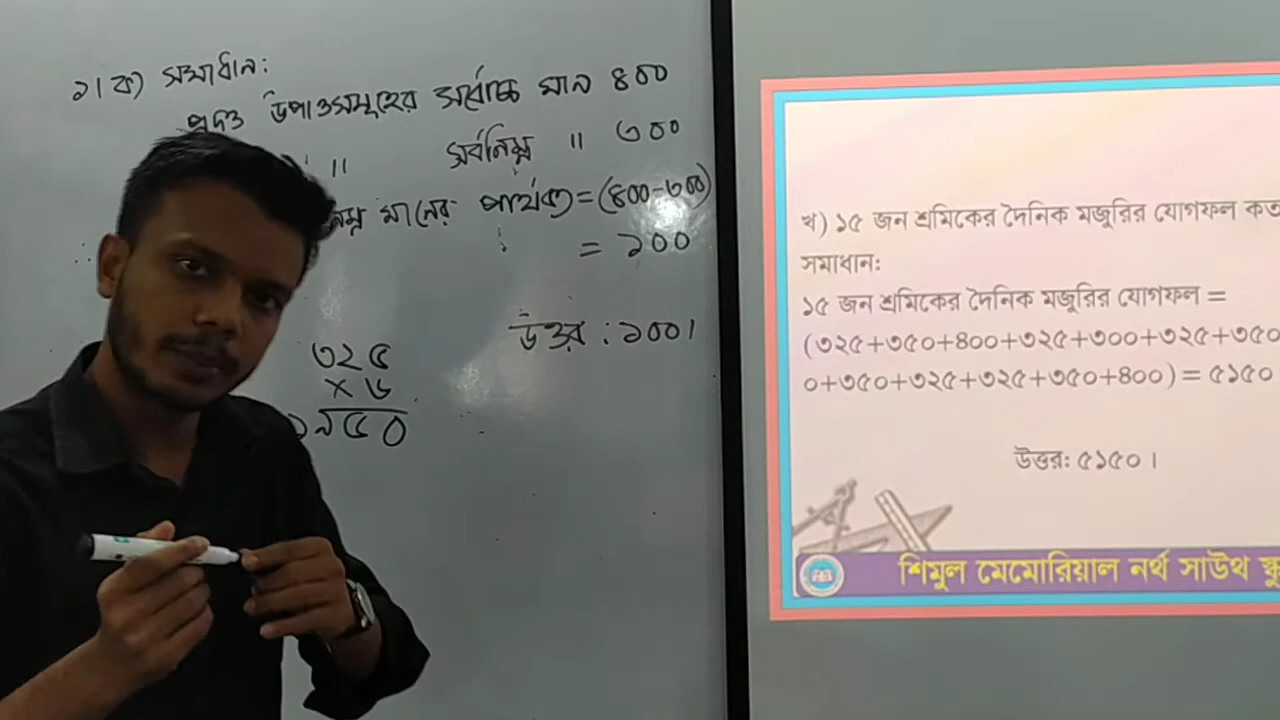 ১। ক) সমাধান:
প্রদত্ত উপাত্তসমূহের সর্বোচ্চ মান ৪০০
" সর্বনিম্ন " ৩০০
মানের পার্থক্য = (৪০০-৩০০)
= ১০০
উত্তর : ১০০।
৩২৫
× ৬
১৯৫০
খ) ১৫ জন শ্রমিকের দৈনিক মজুরির যোগফল কত
সমাধান:
১৫ জন শ্রমিকের দৈনিক মজুরির যোগফল =
(৩২৫+৩৫০+৪০০+৩২৫+৩০০+৩২৫+৩৫০
০+৩৫০+৩২৫+৩২৫+৩৫০+৪০০) = ৫১৫০
উত্তর: ৫১৫০।
শিমুল মেমোরিয়াল নর্থ সাউথ স্কু